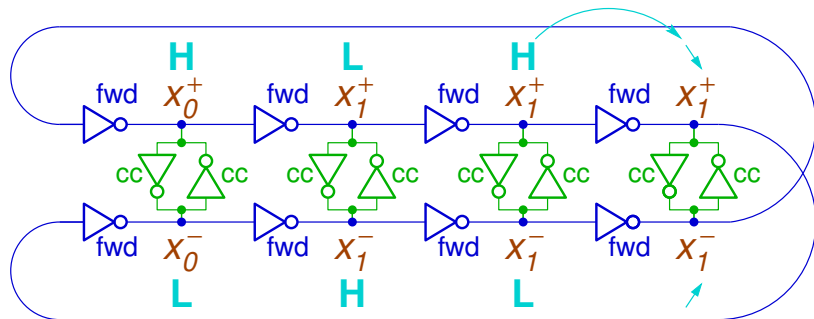 H L H
fwd x₀⁺ fwd x₁⁺ fwd x₁⁺ fwd x₁⁺
cc cc cc cc cc cc cc cc
fwd x₀⁻ fwd x₁⁻ fwd x₁⁻ fwd x₁⁻
L H L